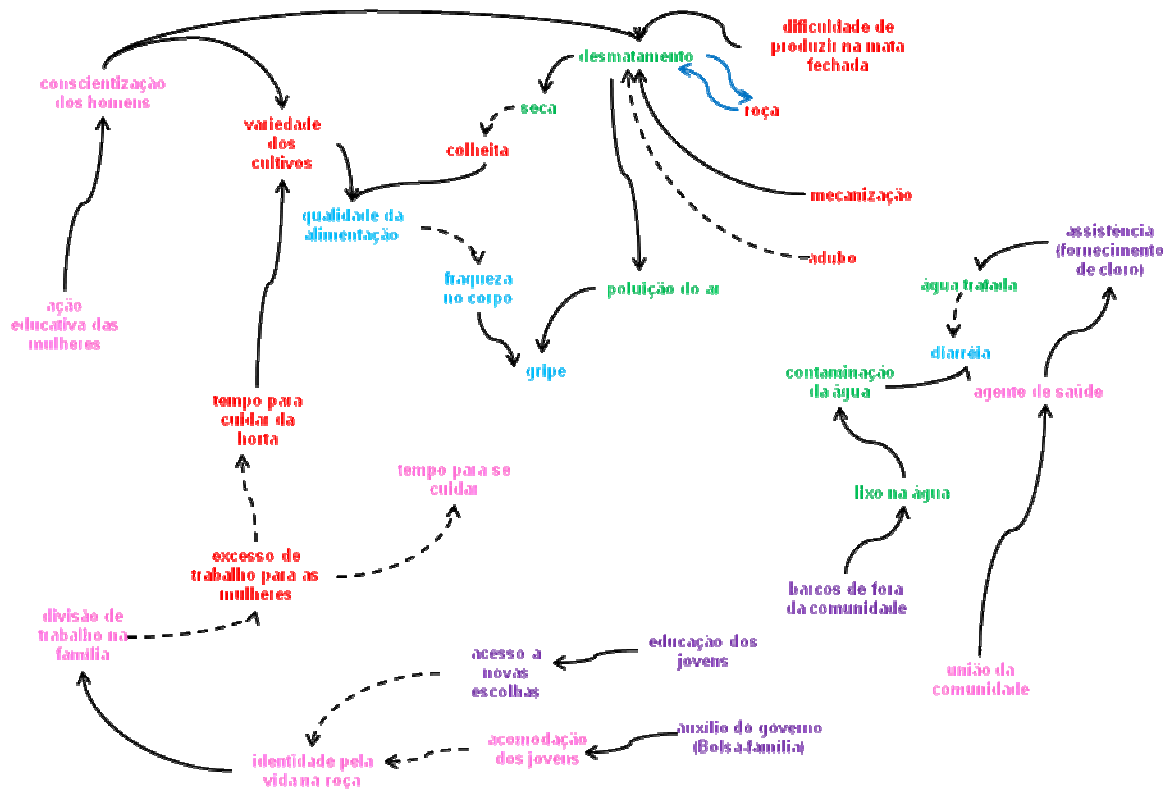 dificuldade de
produzir na mata
fechada
desmatamento
conscientização
dos homens
seca
roça
variedade
dos
cultivos
colheita
mecanização
qualidade da
alimentação
assistência
(fornecimento
de cloro)
adubo
fraqueza
no corpo
poluição do ar
água tratada
ação
educativa das
mulheres
diarréia
gripe
contaminação
da água
agente de saúde
tempo para
cuidar da
horta
tempo para se
cuidar
lixo na água
excesso de
trabalho para as
mulheres
barcos de fora
da comunidade
divisão de
trabalho na
família
educação dos
jovens
acesso a
novas
escolhas
união da
comunidade
auxílio do governo
(Bolsa-família)
acomodação
dos jovens
identidade pela
vida na roça